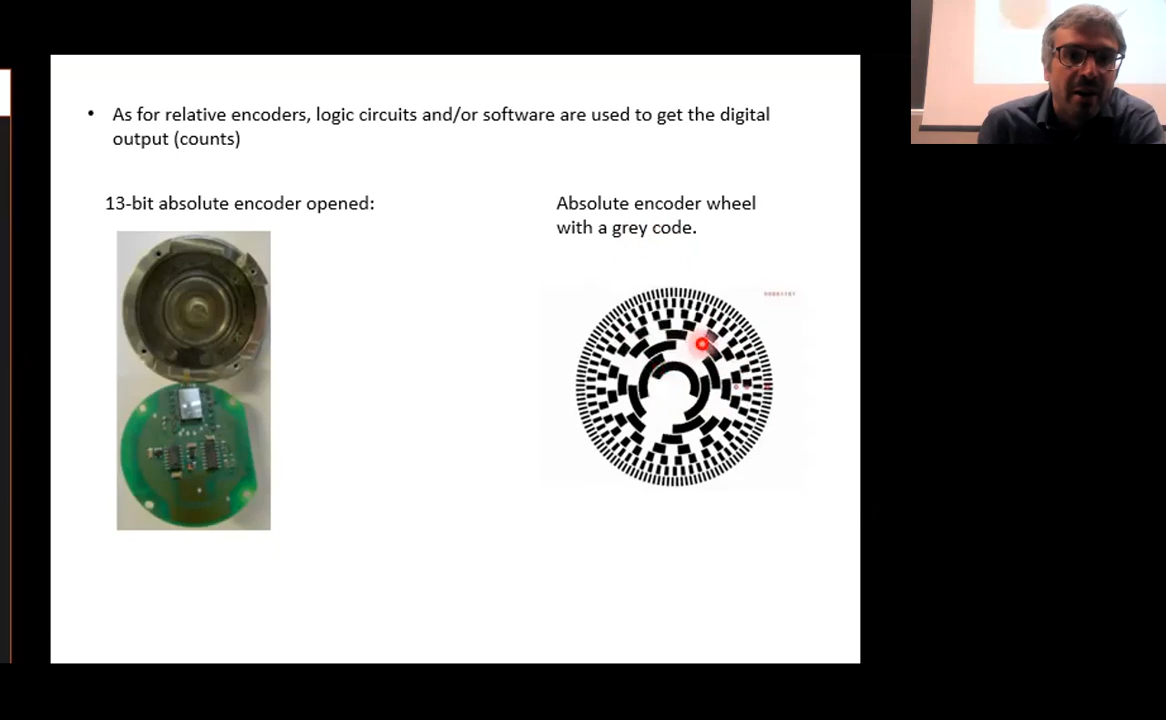 • As for relative encoders, logic circuits and/or software are used to get the digital
output (counts)
13-bit absolute encoder opened:
Absolute encoder wheel
with a grey code.